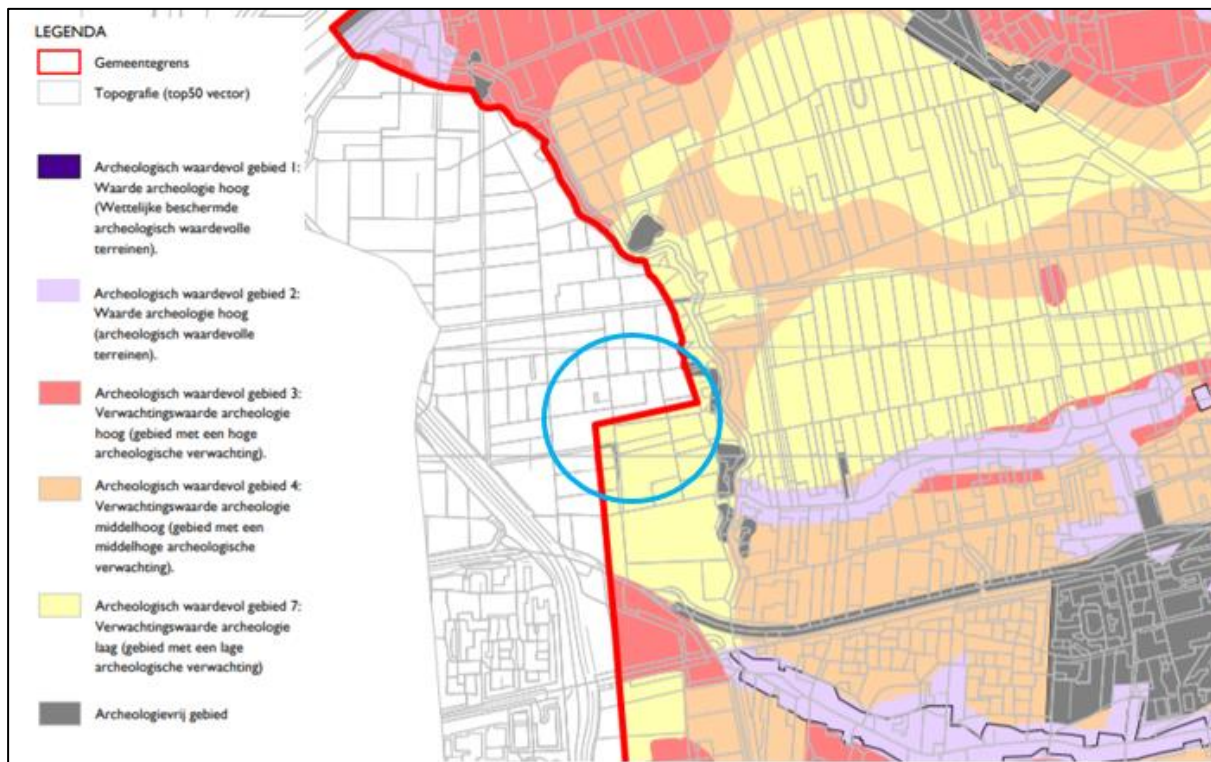 LEGENDA
Gemeentegrens
Topografie (top50 vector)
Archeologisch waardevol gebied 1:
Waarde archeologie hoog
(Wettelijke beschermde
archeologisch waardevolle
terreinen).
Archeologisch waardevol gebied 2:
Waarde archeologie hoog
(archeologisch waardevolle
terreinen).
Archeologisch waardevol gebied 3:
Verwachtingswaarde archeologie
hoog (gebied met een hoge
archeologische verwachting).
Archeologisch waardevol gebied 4:
Verwachtingswaarde archeologie
middelhoog (gebied met een
middelhoge archeologische
verwachting).
Archeologisch waardevol gebied 7:
Verwachtingswaarde archeologie
laag (gebied met een lage
archeologische verwachting)
Archeologievrij gebied